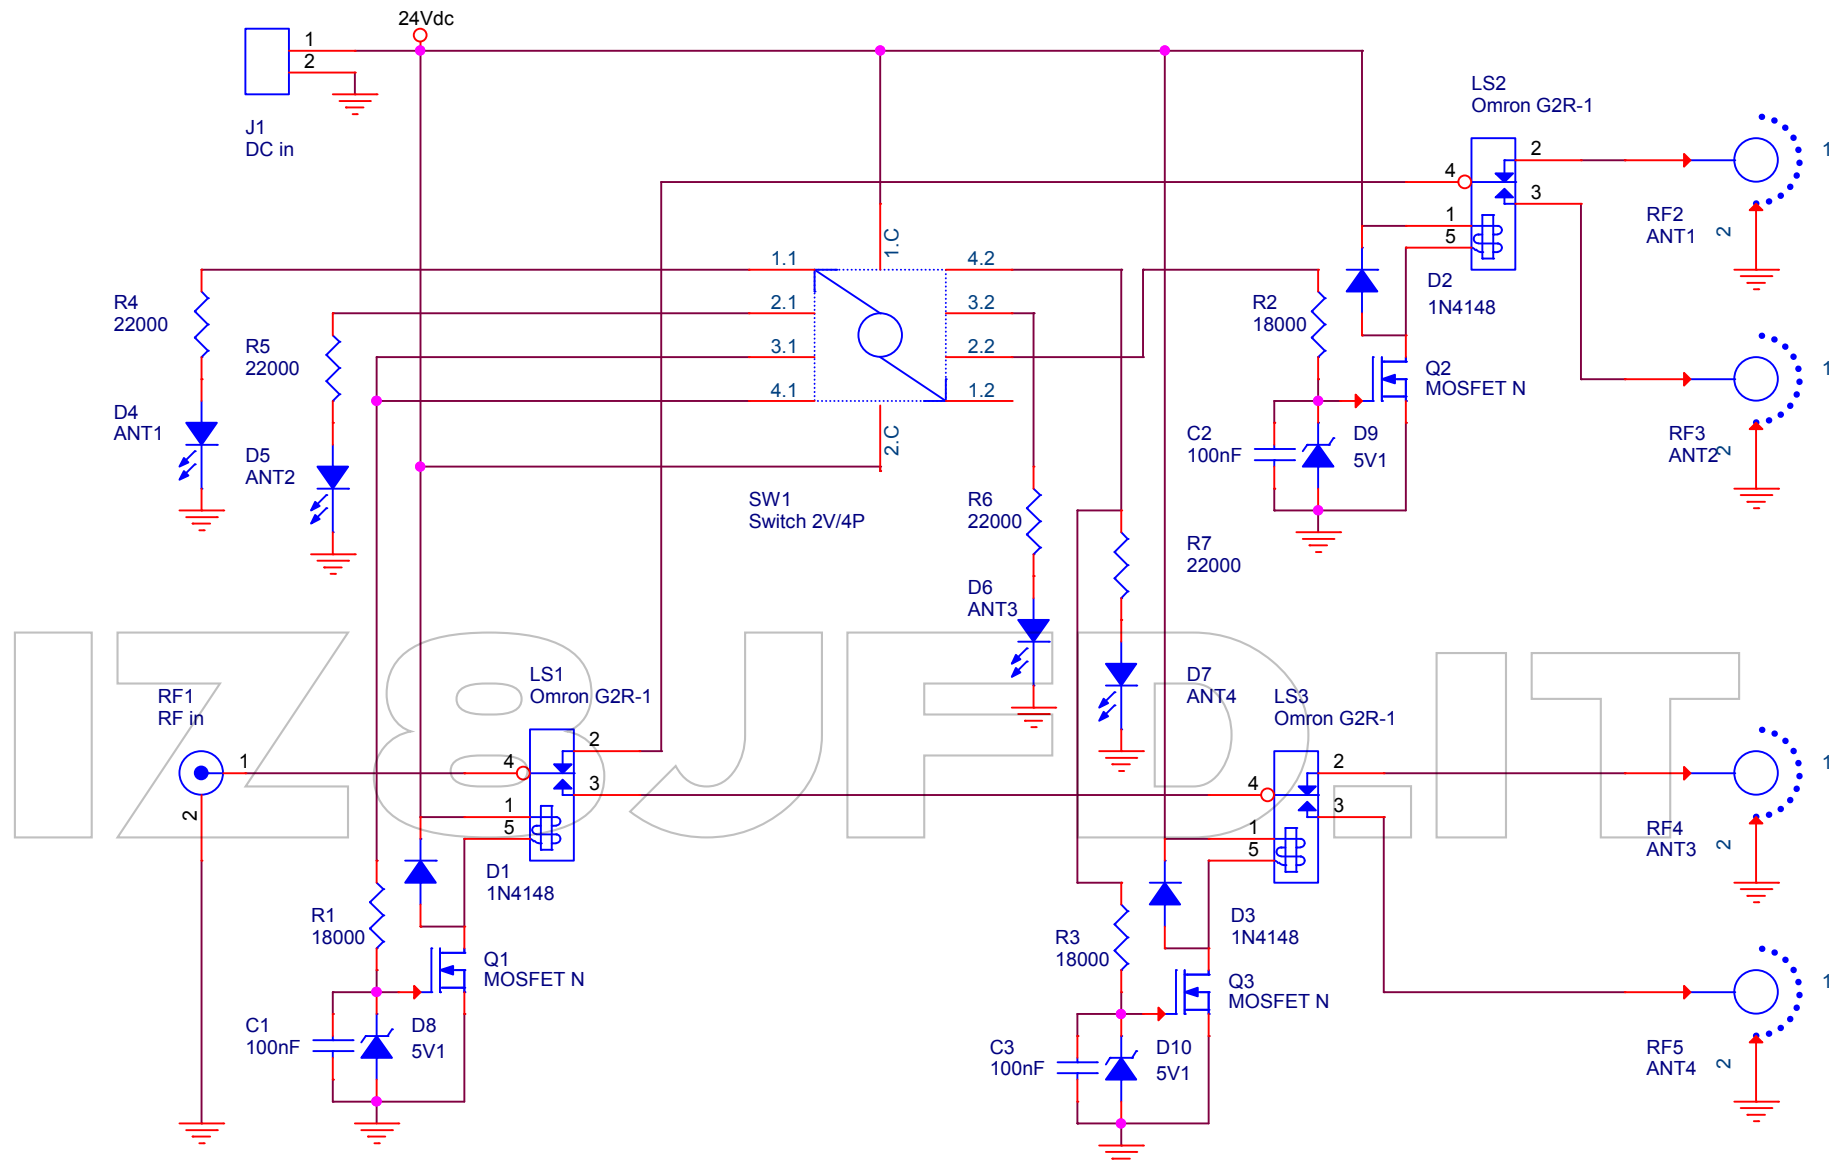 24Vdc
1
2
J1
DC in
LS2
Omron G2R-1
4
2
3
1
5
1
RF2
ANT1
2
D2
1N4148
1.C
1.1
2.1
3.1
4.1
4.2
3.2
2.2
1.2
2.C
SW1
Switch 2V/4P
R4
22000
R5
22000
D4
ANT1
D5
ANT2
R2
18000
Q2
MOSFET N
C2
100nF
D9
5V1
1
RF3
ANT2
2
R6
22000
R7
22000
D6
ANT3
D7
ANT4
IZ8JFD.IT
RF1
RF in
1
2
LS1
Omron G2R-1
4
2
3
1
5
D1
1N4148
LS3
Omron G2R-1
4
2
3
1
5
1
RF4
ANT3
2
R1
18000
Q1
MOSFET N
C1
100nF
D8
5V1
D3
1N4148
R3
18000
Q3
MOSFET N
C3
100nF
D10
5V1
1
RF5
ANT4
2